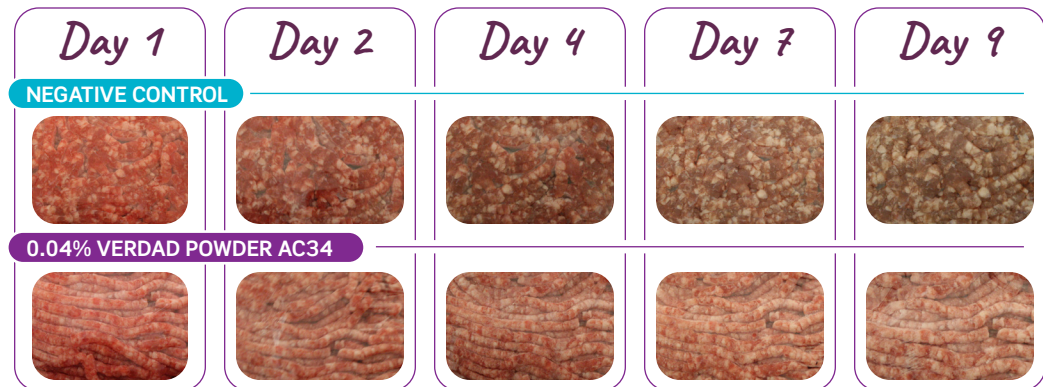 Day 1 Day 2 Day 4 Day 7 Day 9
NEGATIVE CONTROL
0.04% VERDAD POWDER AC34